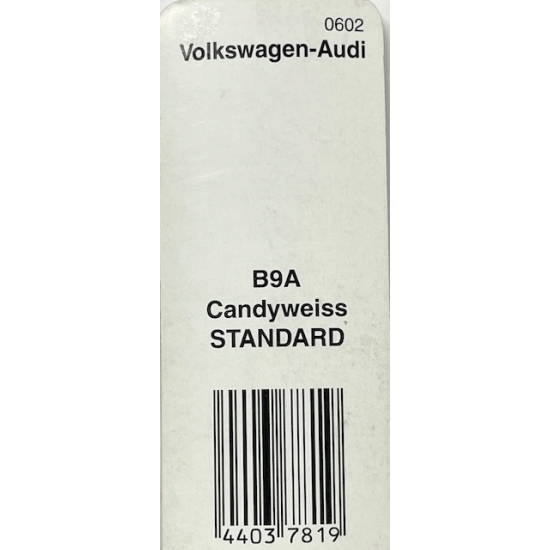 0602
Volkswagen-Audi
B9A
Candyweiss
STANDARD
4403 7819